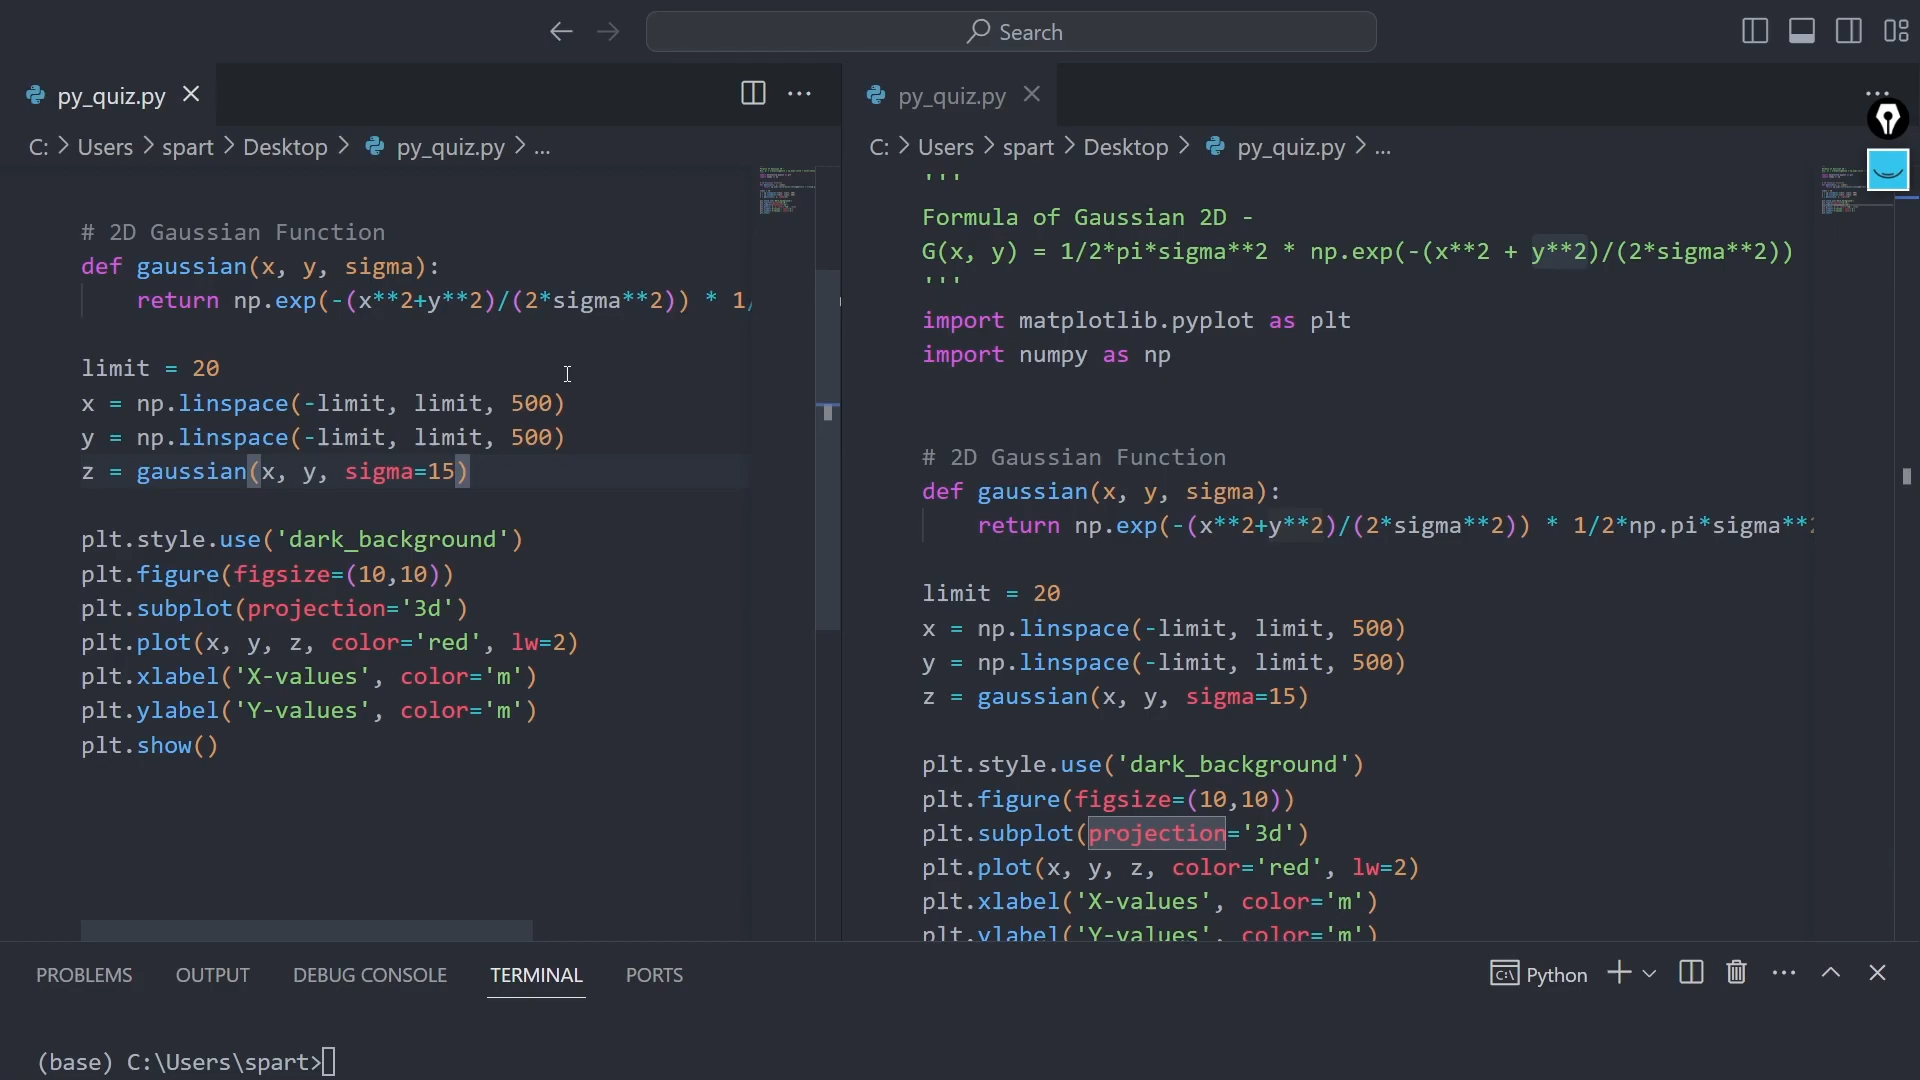 Search
py_quiz.py
C: > Users > spart > Desktop > py_quiz.py > ...
# 2D Gaussian Function
def gaussian(x, y, sigma):
return np.exp(-(x**2+y**2)/(2*sigma**2)) * 1/
limit = 20
x = np.linspace(-limit, limit, 500)
y = np.linspace(-limit, limit, 500)
z = gaussian(x, y, sigma=15)
plt.style.use('dark_background')
plt.figure(figsize=(10,10))
plt.subplot(projection='3d')
plt.plot(x, y, z, color='red', lw=2)
plt.xlabel('X-values', color='m')
plt.ylabel('Y-values', color='m')
plt.show()
py_quiz.py
C: > Users > spart > Desktop > py_quiz.py > ...
'''
Formula of Gaussian 2D -
G(x, y) = 1/2*pi*sigma**2 * np.exp(-(x**2 + y**2)/(2*sigma**2))
'''
import matplotlib.pyplot as plt
import numpy as np
# 2D Gaussian Function
def gaussian(x, y, sigma):
return np.exp(-(x**2+y**2)/(2*sigma**2)) * 1/2*np.pi*sigma**
limit = 20
x = np.linspace(-limit, limit, 500)
y = np.linspace(-limit, limit, 500)
z = gaussian(x, y, sigma=15)
plt.style.use('dark_background')
plt.figure(figsize=(10,10))
plt.subplot(projection='3d')
plt.plot(x, y, z, color='red', lw=2)
plt.xlabel('X-values', color='m')
plt.ylabel('Y-values', color='m')
PROBLEMS OUTPUT DEBUG CONSOLE TERMINAL PORTS
Python
(base) C:\Users\spart>